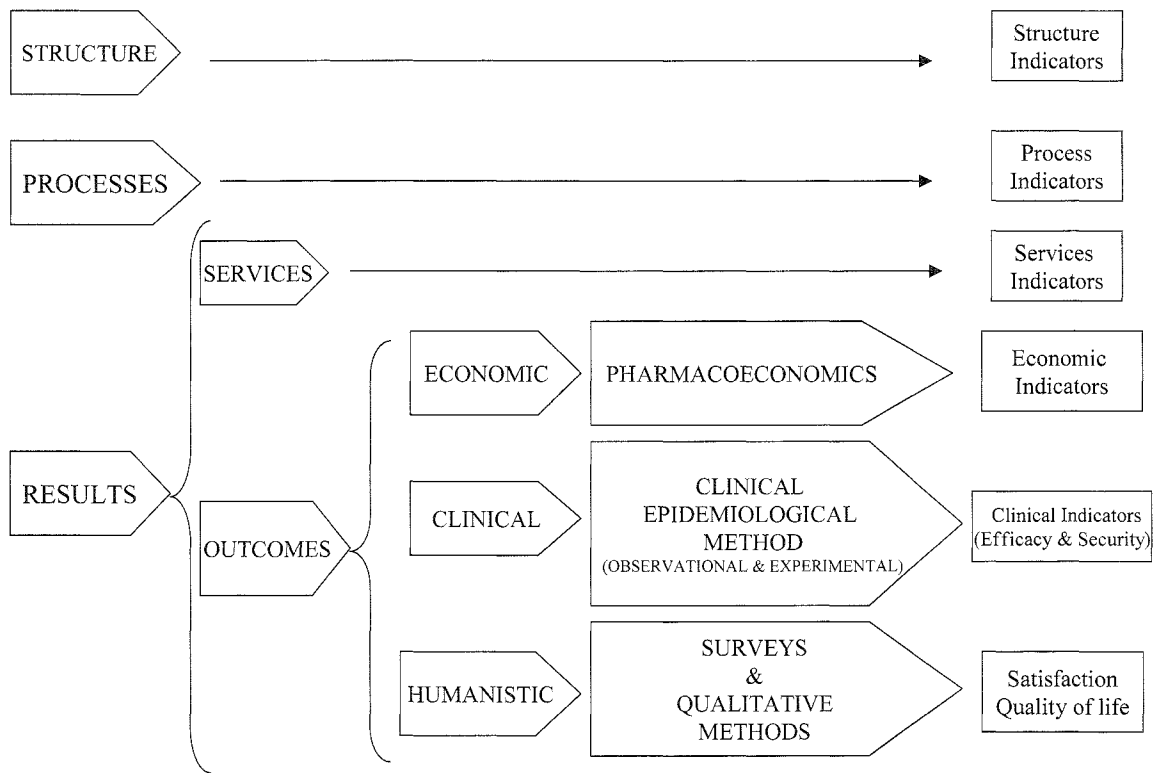 STRUCTURE
Structure
Indicators
PROCESSES
Process
Indicators
SERVICES
Services
Indicators
RESULTS
OUTCOMES
ECONOMIC
PHARMACOECONOMICS
Economic
Indicators
CLINICAL
CLINICAL
EPIDEMIOLOGICAL
METHOD
(OBSERVATIONAL & EXPERIMENTAL)
Clinical Indicators
(Efficacy & Security)
HUMANISTIC
SURVEYS
&
QUALITATIVE
METHODS
Satisfaction
Quality of life